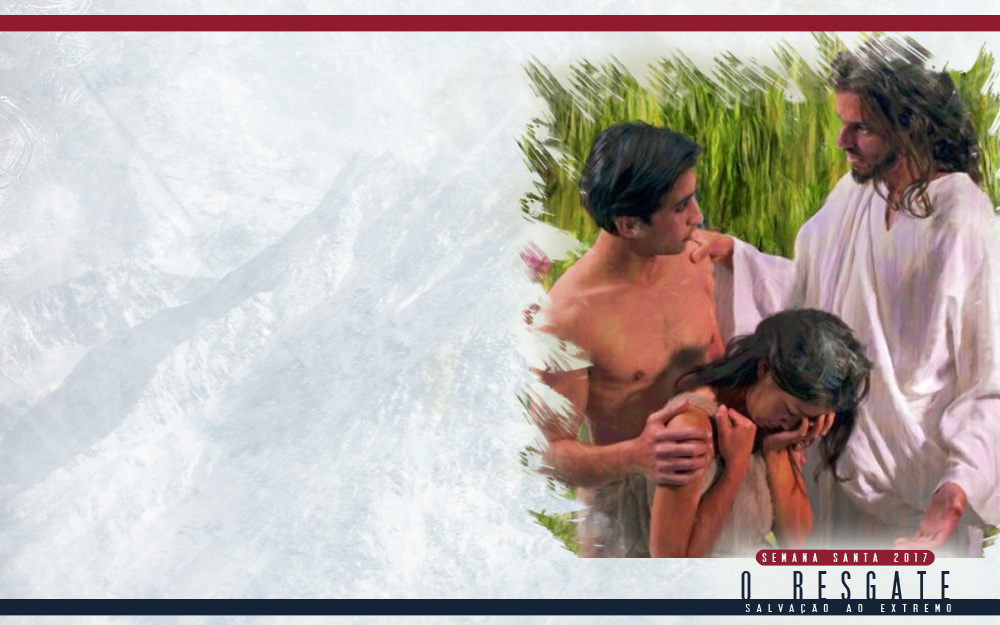 SEMANA SANTA 2017
O RESGATE
SALVAÇÃO AO EXTREMO